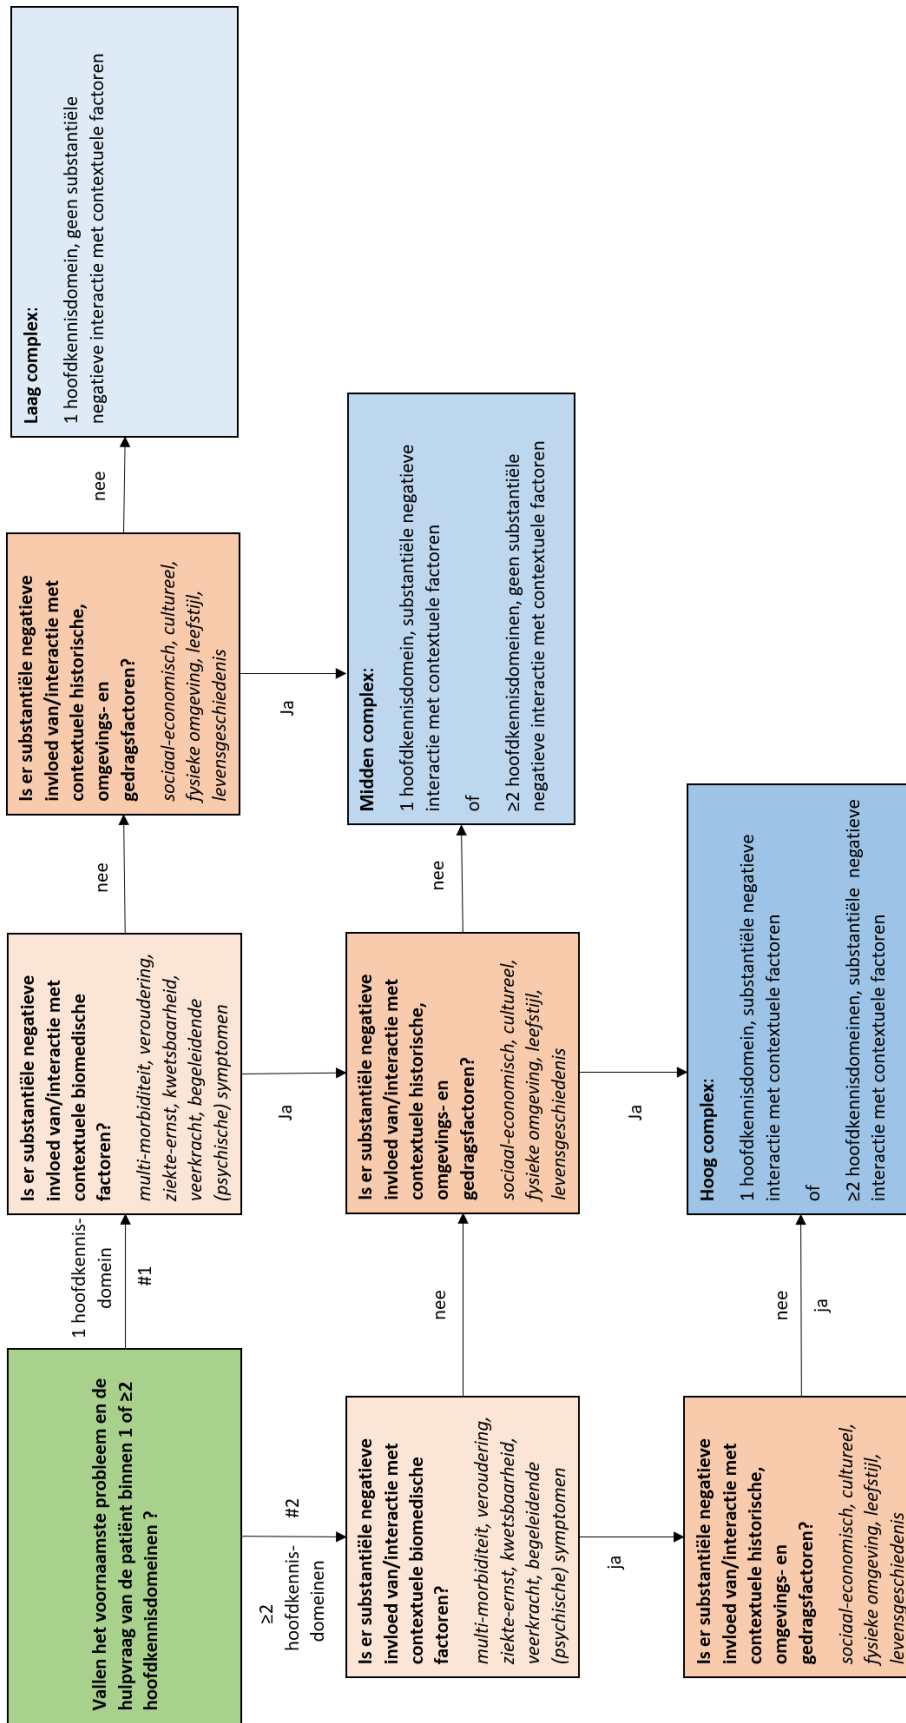 Vallen het voornaamste probleem en de
hulpvraag van de patiënt binnen 1 of ≥2
hoofdkennisdomeinen ?
1 hoofdkennis-
domein
#1
Is er substantiële negatieve
invloed van/interactie met
contextuele biomedische
factoren?
multi-morbiditeit, veroudering,
ziekte-ernst, kwetsbaarheid,
veerkracht, begeleidende
(psychische) symptomen
nee
Is er substantiële negatieve
invloed van/interactie met
contextuele historische,
omgevings- en
gedragsfactoren?
sociaal-economisch, cultureel,
fysieke omgeving, leefstijl,
levensgeschiedenis
nee
Laag complex:
1 hoofdkennisdomein, geen substantiële
negatieve interactie met contextuele factoren
≥2
hoofdkennis-
domeinen
#2
Ja
Ja
Is er substantiële negatieve
invloed van/interactie met
contextuele biomedische
factoren?
multi-morbiditeit, veroudering,
ziekte-ernst, kwetsbaarheid,
veerkracht, begeleidende
(psychische) symptomen
nee
Is er substantiële negatieve
invloed van/interactie met
contextuele historische,
omgevings- en
gedragsfactoren?
sociaal-economisch, cultureel,
fysieke omgeving, leefstijl,
levensgeschiedenis
nee
Midden complex:
1 hoofdkennisdomein, substantiële negatieve
interactie met contextuele factoren
of
≥2 hoofdkennisdomeinen, geen substantiële
negatieve interactie met contextuele factoren
ja
Ja
Is er substantiële negatieve
invloed van/interactie met
contextuele historische,
omgevings- en
gedragsfactoren?
sociaal-economisch, cultureel,
fysieke omgeving, leefstijl,
levensgeschiedenis
nee
ja
Hoog complex:
1 hoofdkennisdomein, substantiële negatieve
interactie met contextuele factoren
of
≥2 hoofdkennisdomeinen, substantiële  negatieve
interactie met contextuele factoren